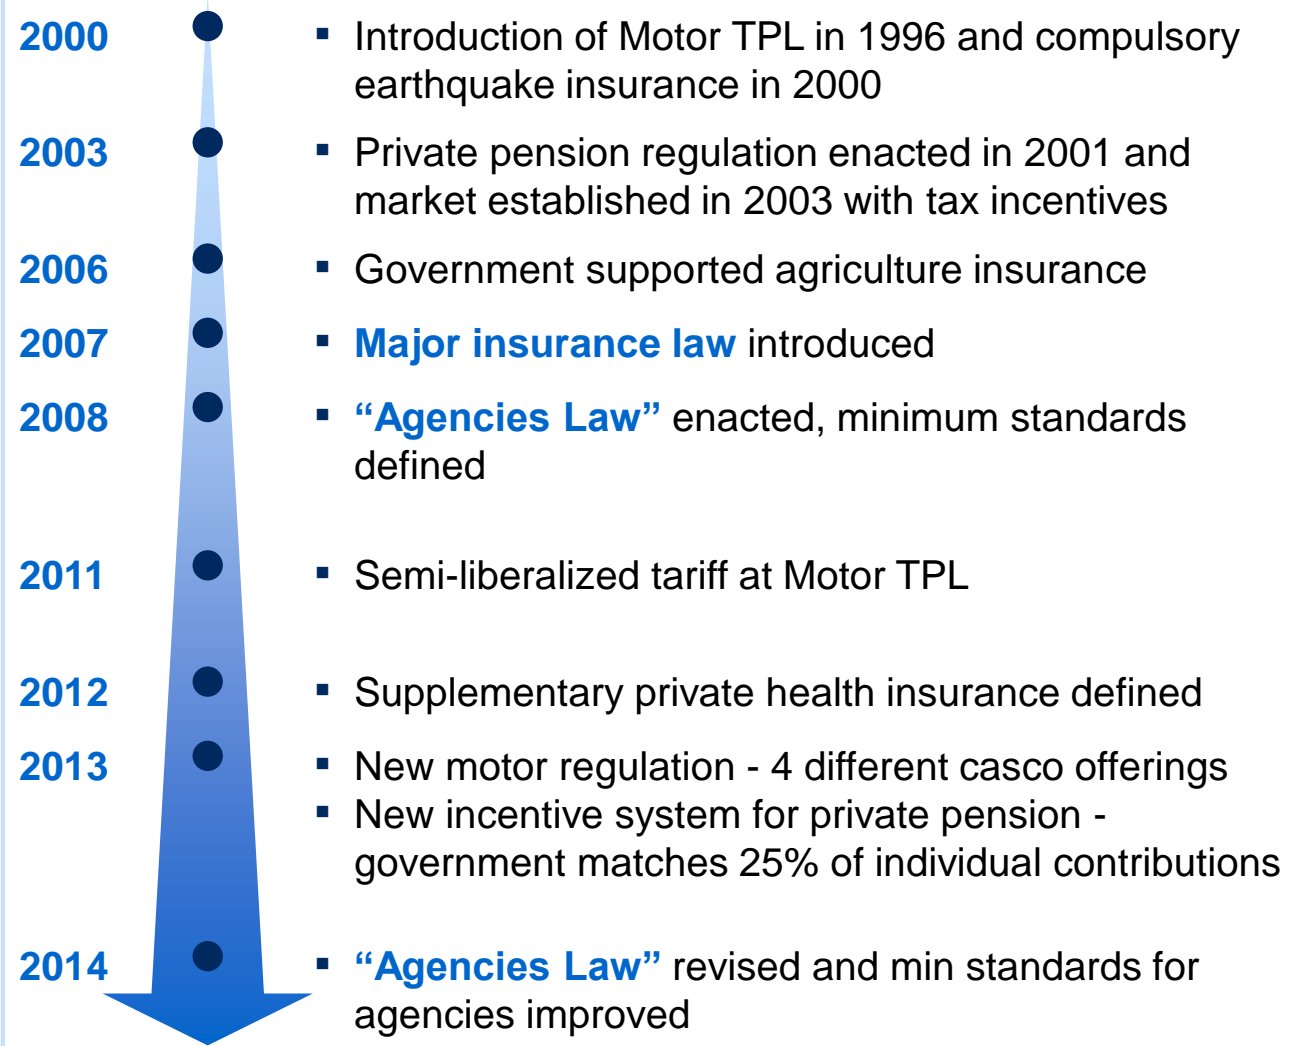 2000 ▪ Introduction of Motor TPL in 1996 and compulsory
earthquake insurance in 2000
2003 ▪ Private pension regulation enacted in 2001 and
market established in 2003 with tax incentives
2006 ▪ Government supported agriculture insurance
2007 ▪ Major insurance law introduced
2008 ▪ “Agencies Law” enacted, minimum standards
defined
2011 ▪ Semi-liberalized tariff at Motor TPL
2012 ▪ Supplementary private health insurance defined
2013 ▪ New motor regulation - 4 different casco offerings
▪ New incentive system for private pension -
government matches 25% of individual contributions
2014 ▪ “Agencies Law” revised and min standards for
agencies improved